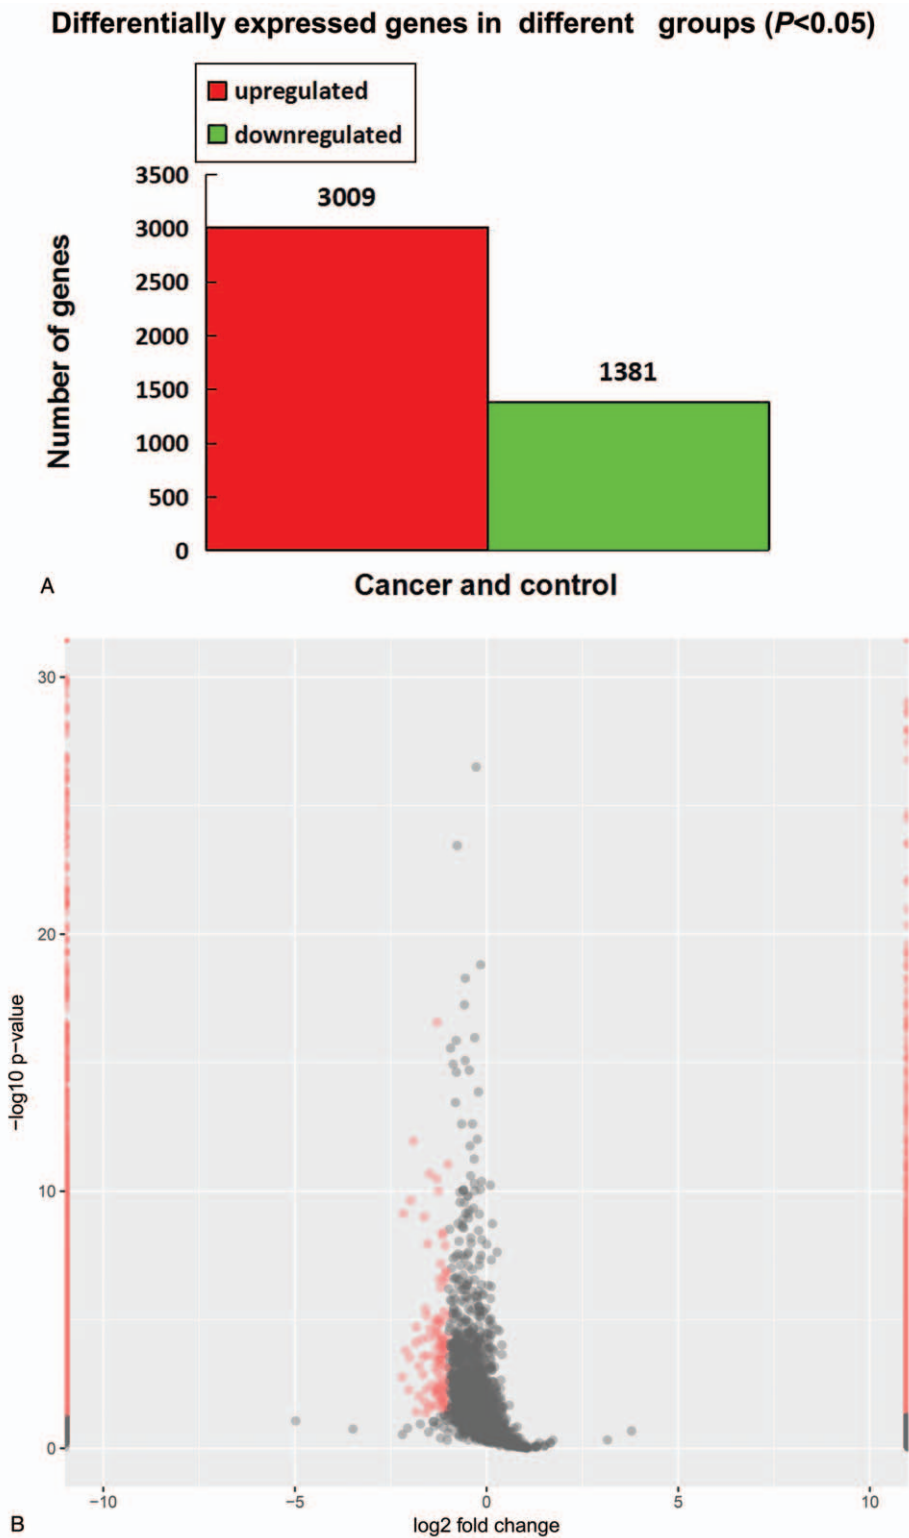 Differentially expressed genes in different groups (P<0.05)
upregulated
downregulated
3500
3000
2500
2000
1500
1000
500
0
Number of genes
3009
1381
A
Cancer and control
30
20
10
0
−log10 p−value
−10
−5
0
5
10
B
log2 fold change